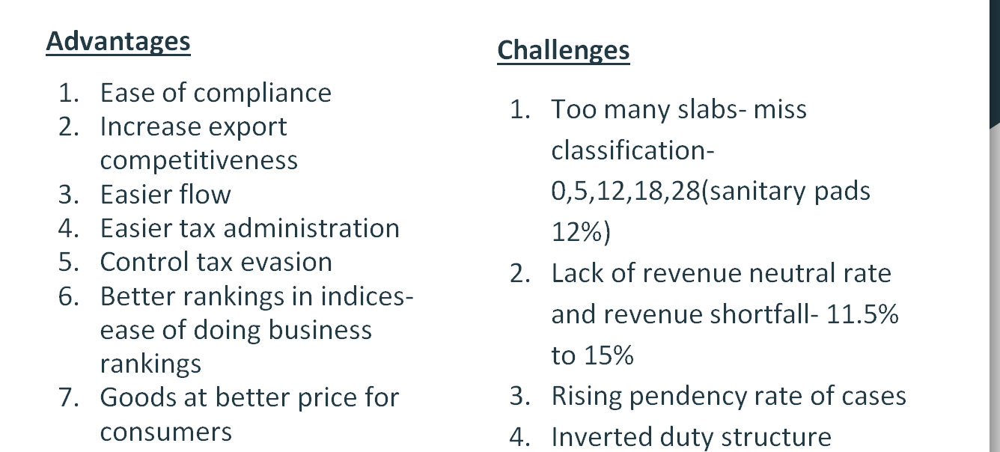 Advantages
1. Ease of compliance
2. Increase export
competitiveness
3. Easier flow
4. Easier tax administration
5. Control tax evasion
6. Better rankings in indices-
ease of doing business
rankings
7. Goods at better price for
consumers
Challenges
1. Too many slabs- miss
classification-
0,5,12,18,28(sanitary pads
12%)
2. Lack of revenue neutral rate
and revenue shortfall- 11.5%
to 15%
3. Rising pendency rate of cases
4. Inverted duty structure